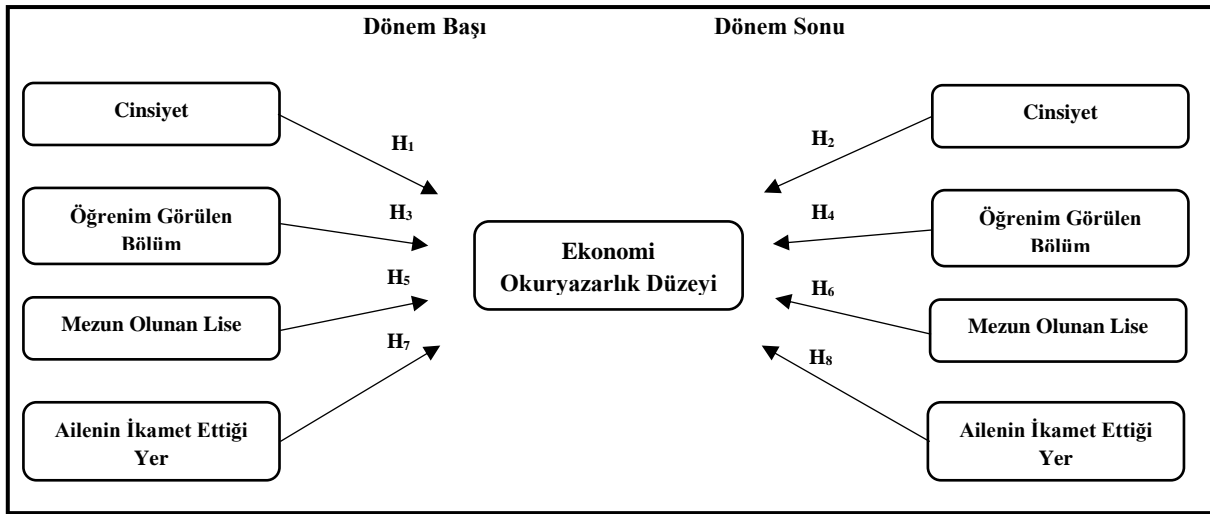 Dönem Başı
Dönem Sonu
Cinsiyet
H1
Öğrenim Görülen
Bölüm
H3
Mezun Olunan Lise
H5
Ailenin İkamet Ettiği
Yer
H7
Ekonomi
Okuryazarlık Düzeyi
Cinsiyet
H2
Öğrenim Görülen
Bölüm
H4
Mezun Olunan Lise
H6
Ailenin İkamet Ettiği
Yer
H8